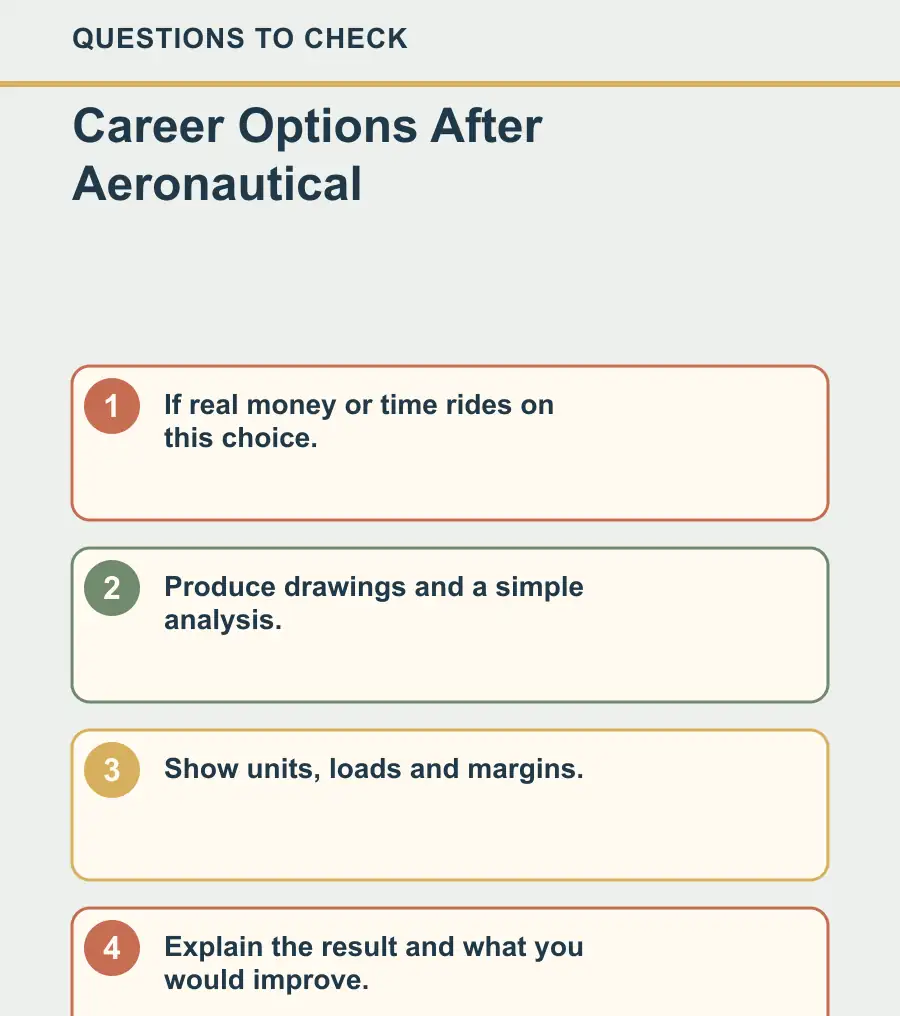 QUESTIONS TO CHECK
Career Options After
Aeronautical
1
If real money or time rides on
this choice.
2
Produce drawings and a simple
analysis.
3
Show units, loads and margins.
4
Explain the result and what you
would improve.